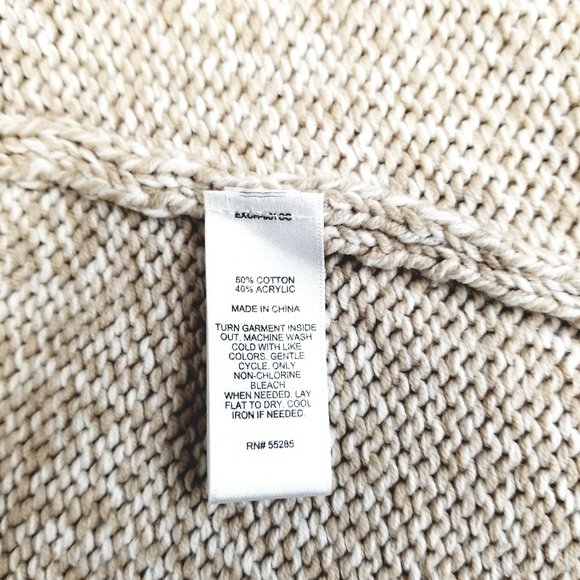 60% COTTON
40% ACRYLIC
MADE IN CHINA
TURN GARMENT INSIDE
OUT. MACHINE WASH
COLD WITH LIKE
COLORS. GENTLE
CYCLE. ONLY
NON-CHLORINE
BLEACH
WHEN NEEDED. LAY
FLAT TO DRY. COOL
IRON IF NEEDED.
RN# 55285